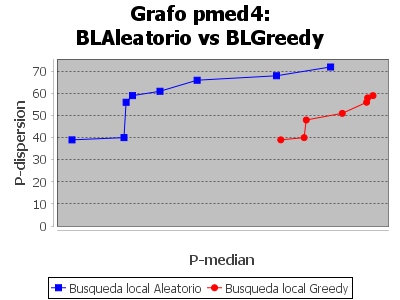 Grafo pmed4:
BLAleatorio vs BLGreedy
70
60
50
40
30
20
10
0
P-dispersion
P-median
Busqueda local Aleatorio
Busqueda local Greedy